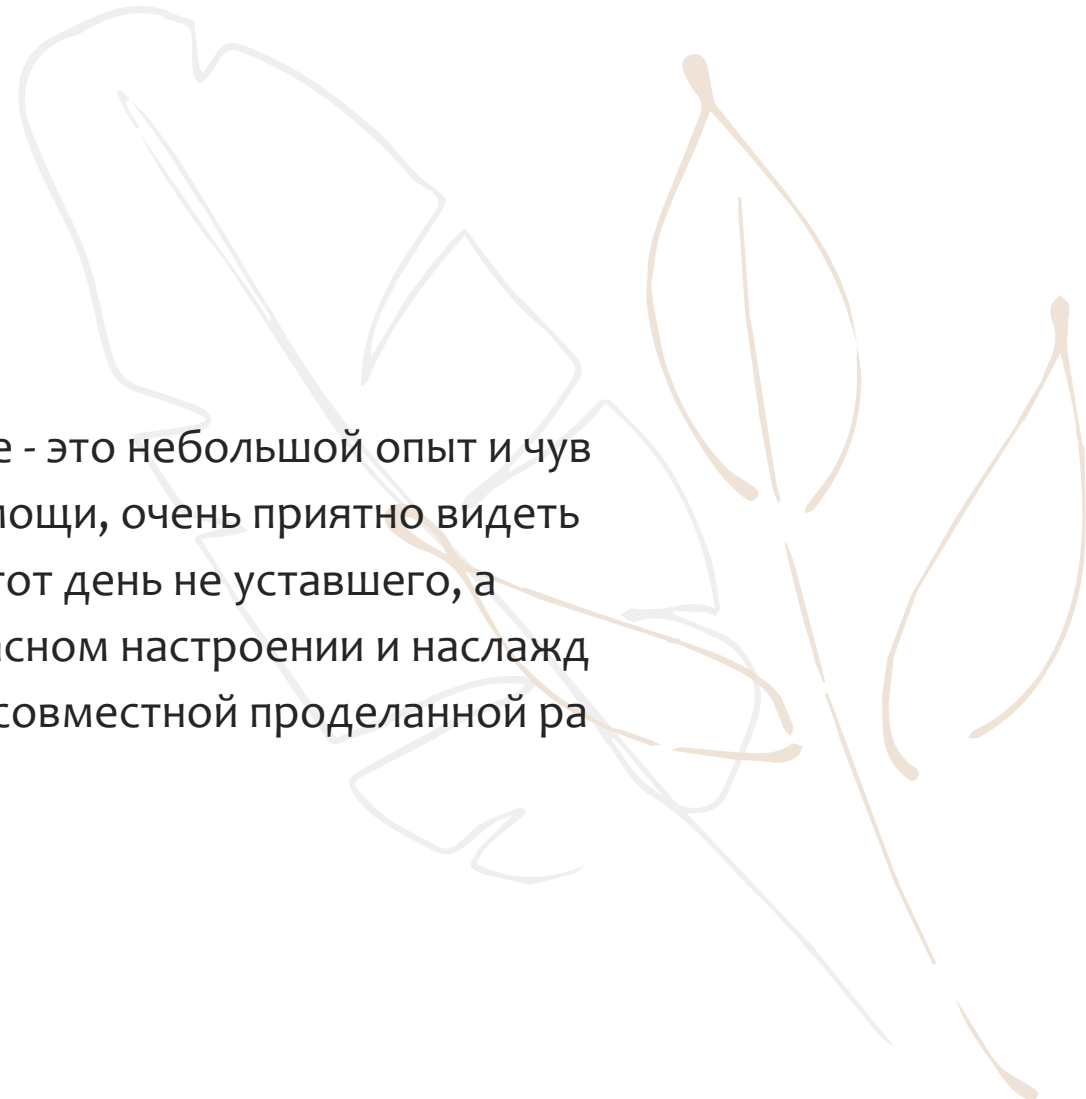 е - это небольшой опыт и чув
мощи, очень приятно видеть
тот день не уставшего, а
асном настроении и наслажд
совместной проделанной ра